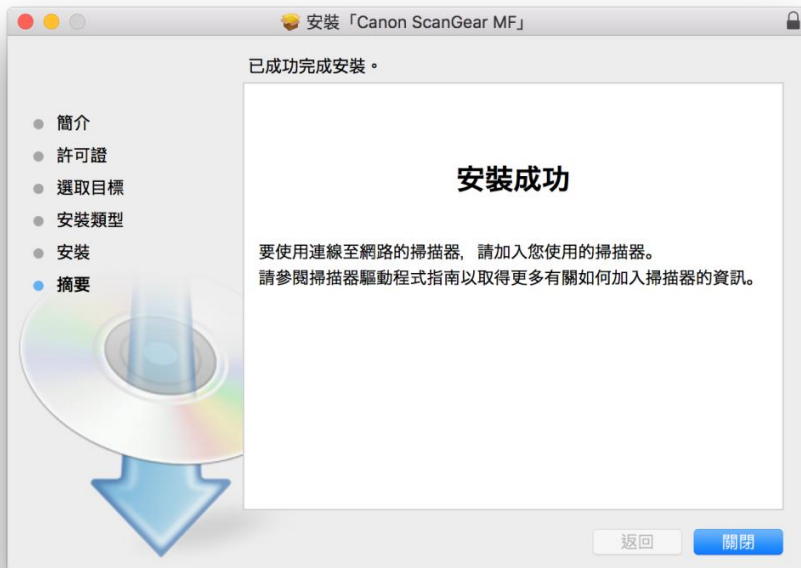 安裝「Canon ScanGear MF」
已成功完成安裝。
簡介
許可證
選取目標
安裝類型
安裝
摘要
安裝成功
要使用連線至網路的掃描器，請加入您使用的掃描器。
請參閱掃描器驅動程式指南以取得更多有關如何加入掃描器的資訊。
返回
關閉